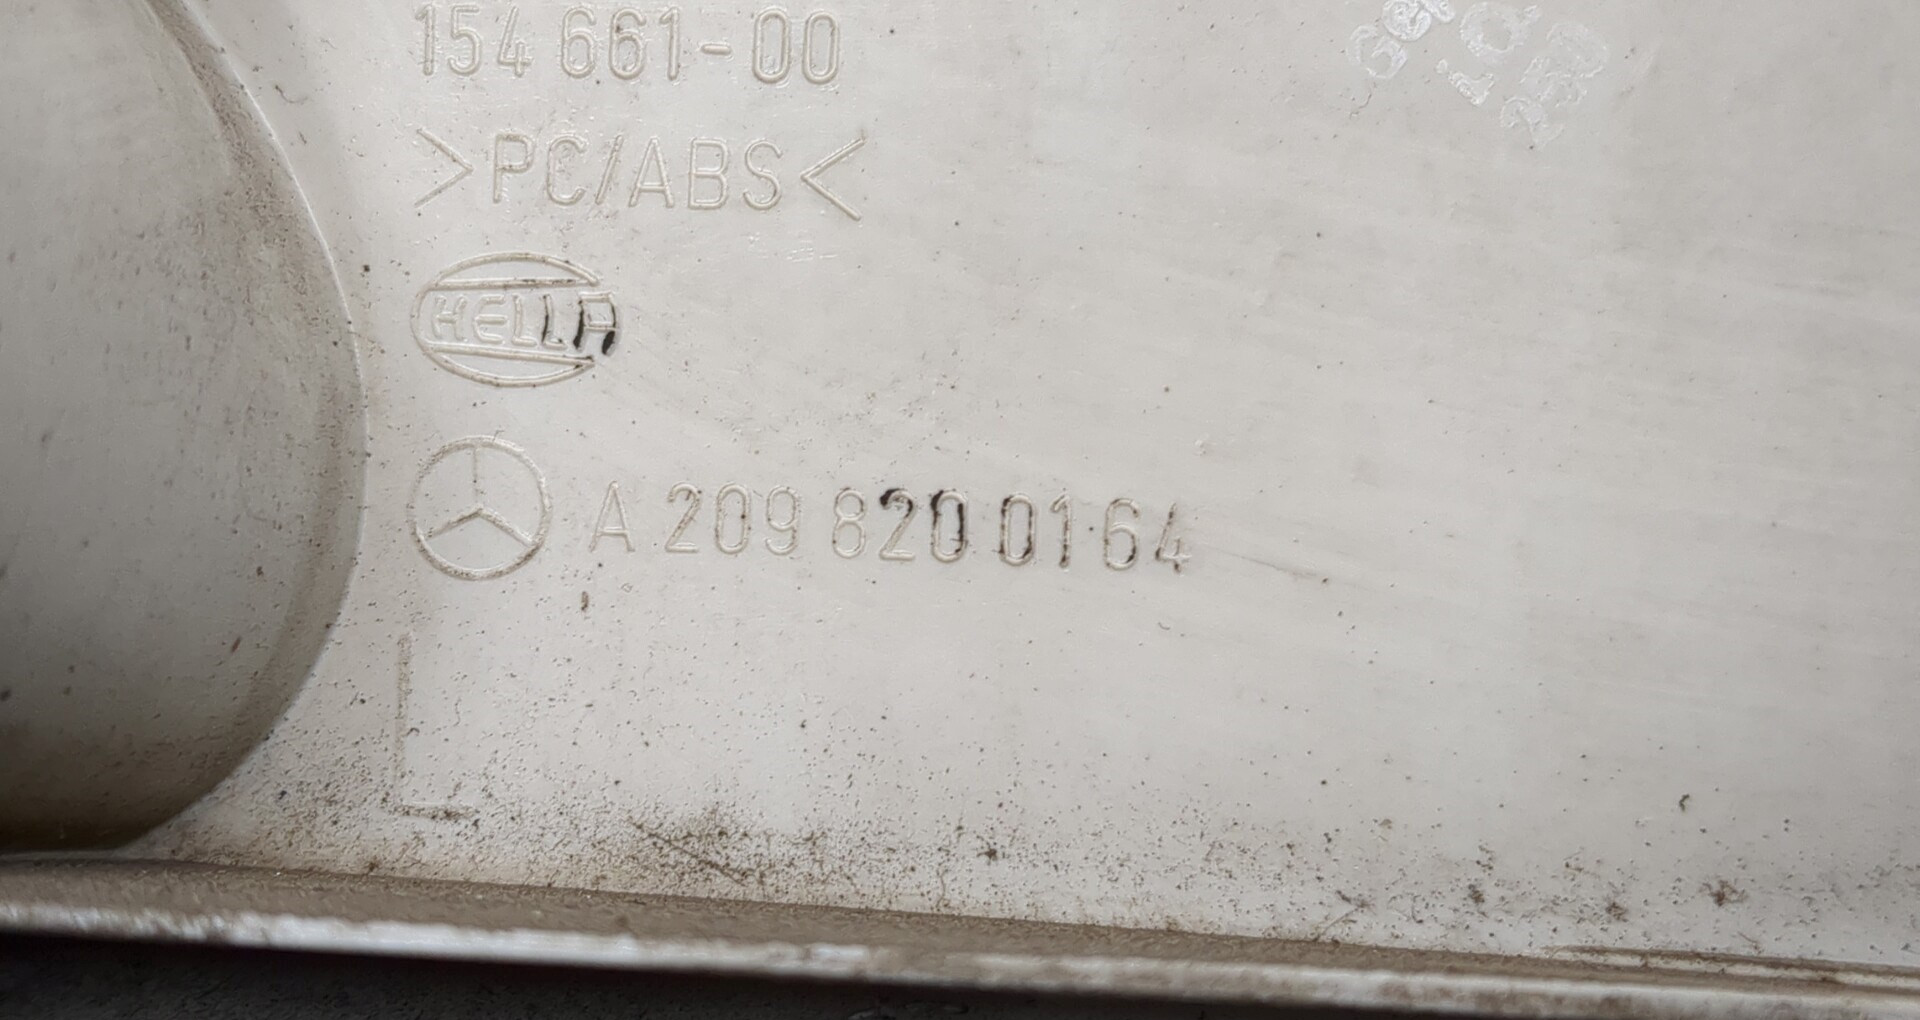 154 661-00
>PC/ABS<
HELLA
A 209 820 01 64
L